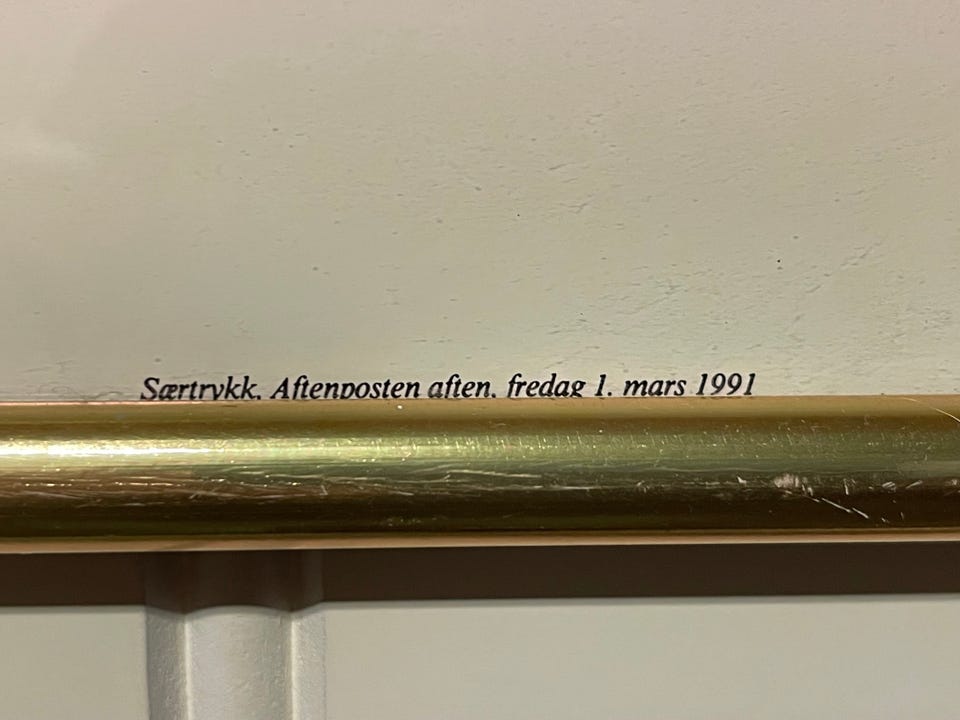 Særtrykk, Aftenposten aften, fredag 1. mars 1991